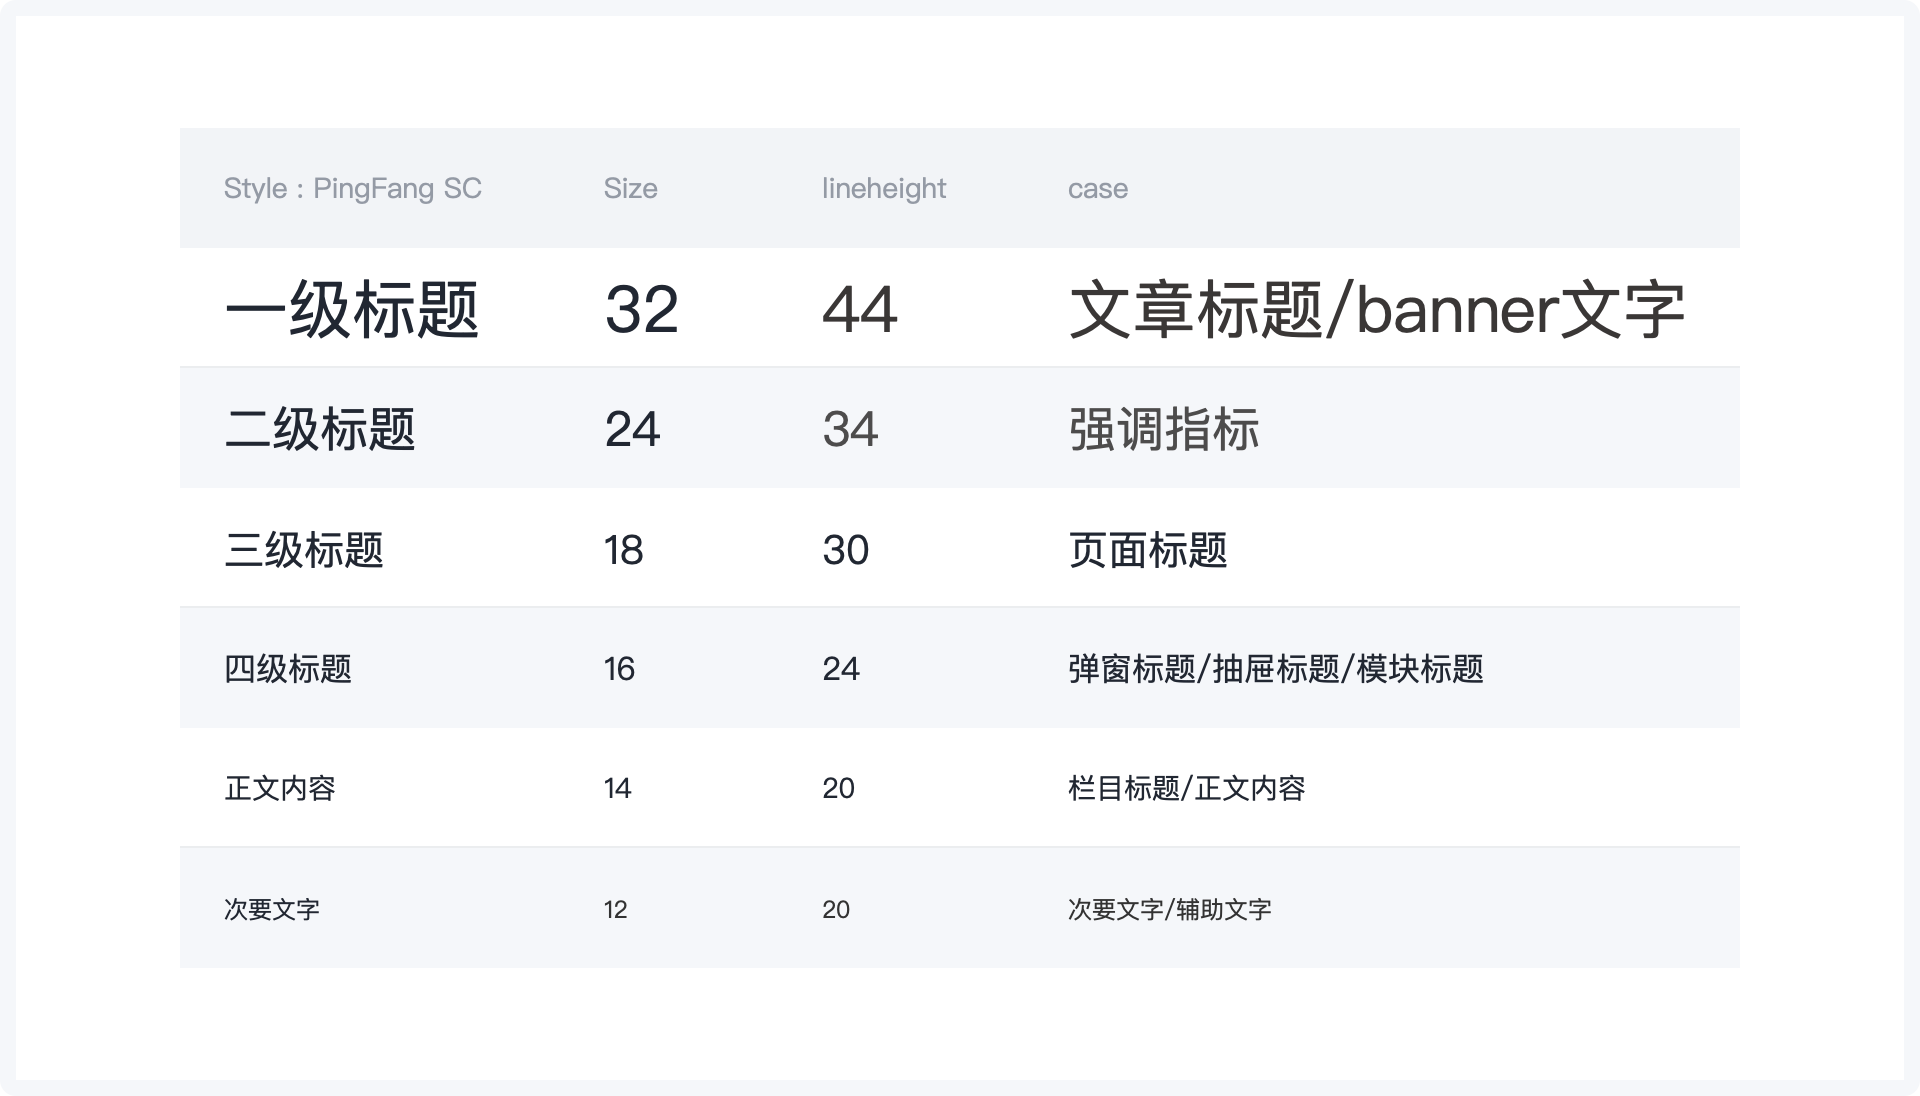 Style : PingFang SC Size lineheight case
一级标题 32 44 文章标题/banner文字
二级标题 24 34 强调指标
三级标题 18 30 页面标题
四级标题 16 24 弹窗标题/抽屉标题/模块标题
正文内容 14 20 栏目标题/正文内容
次要文字 12 20 次要文字/辅助文字